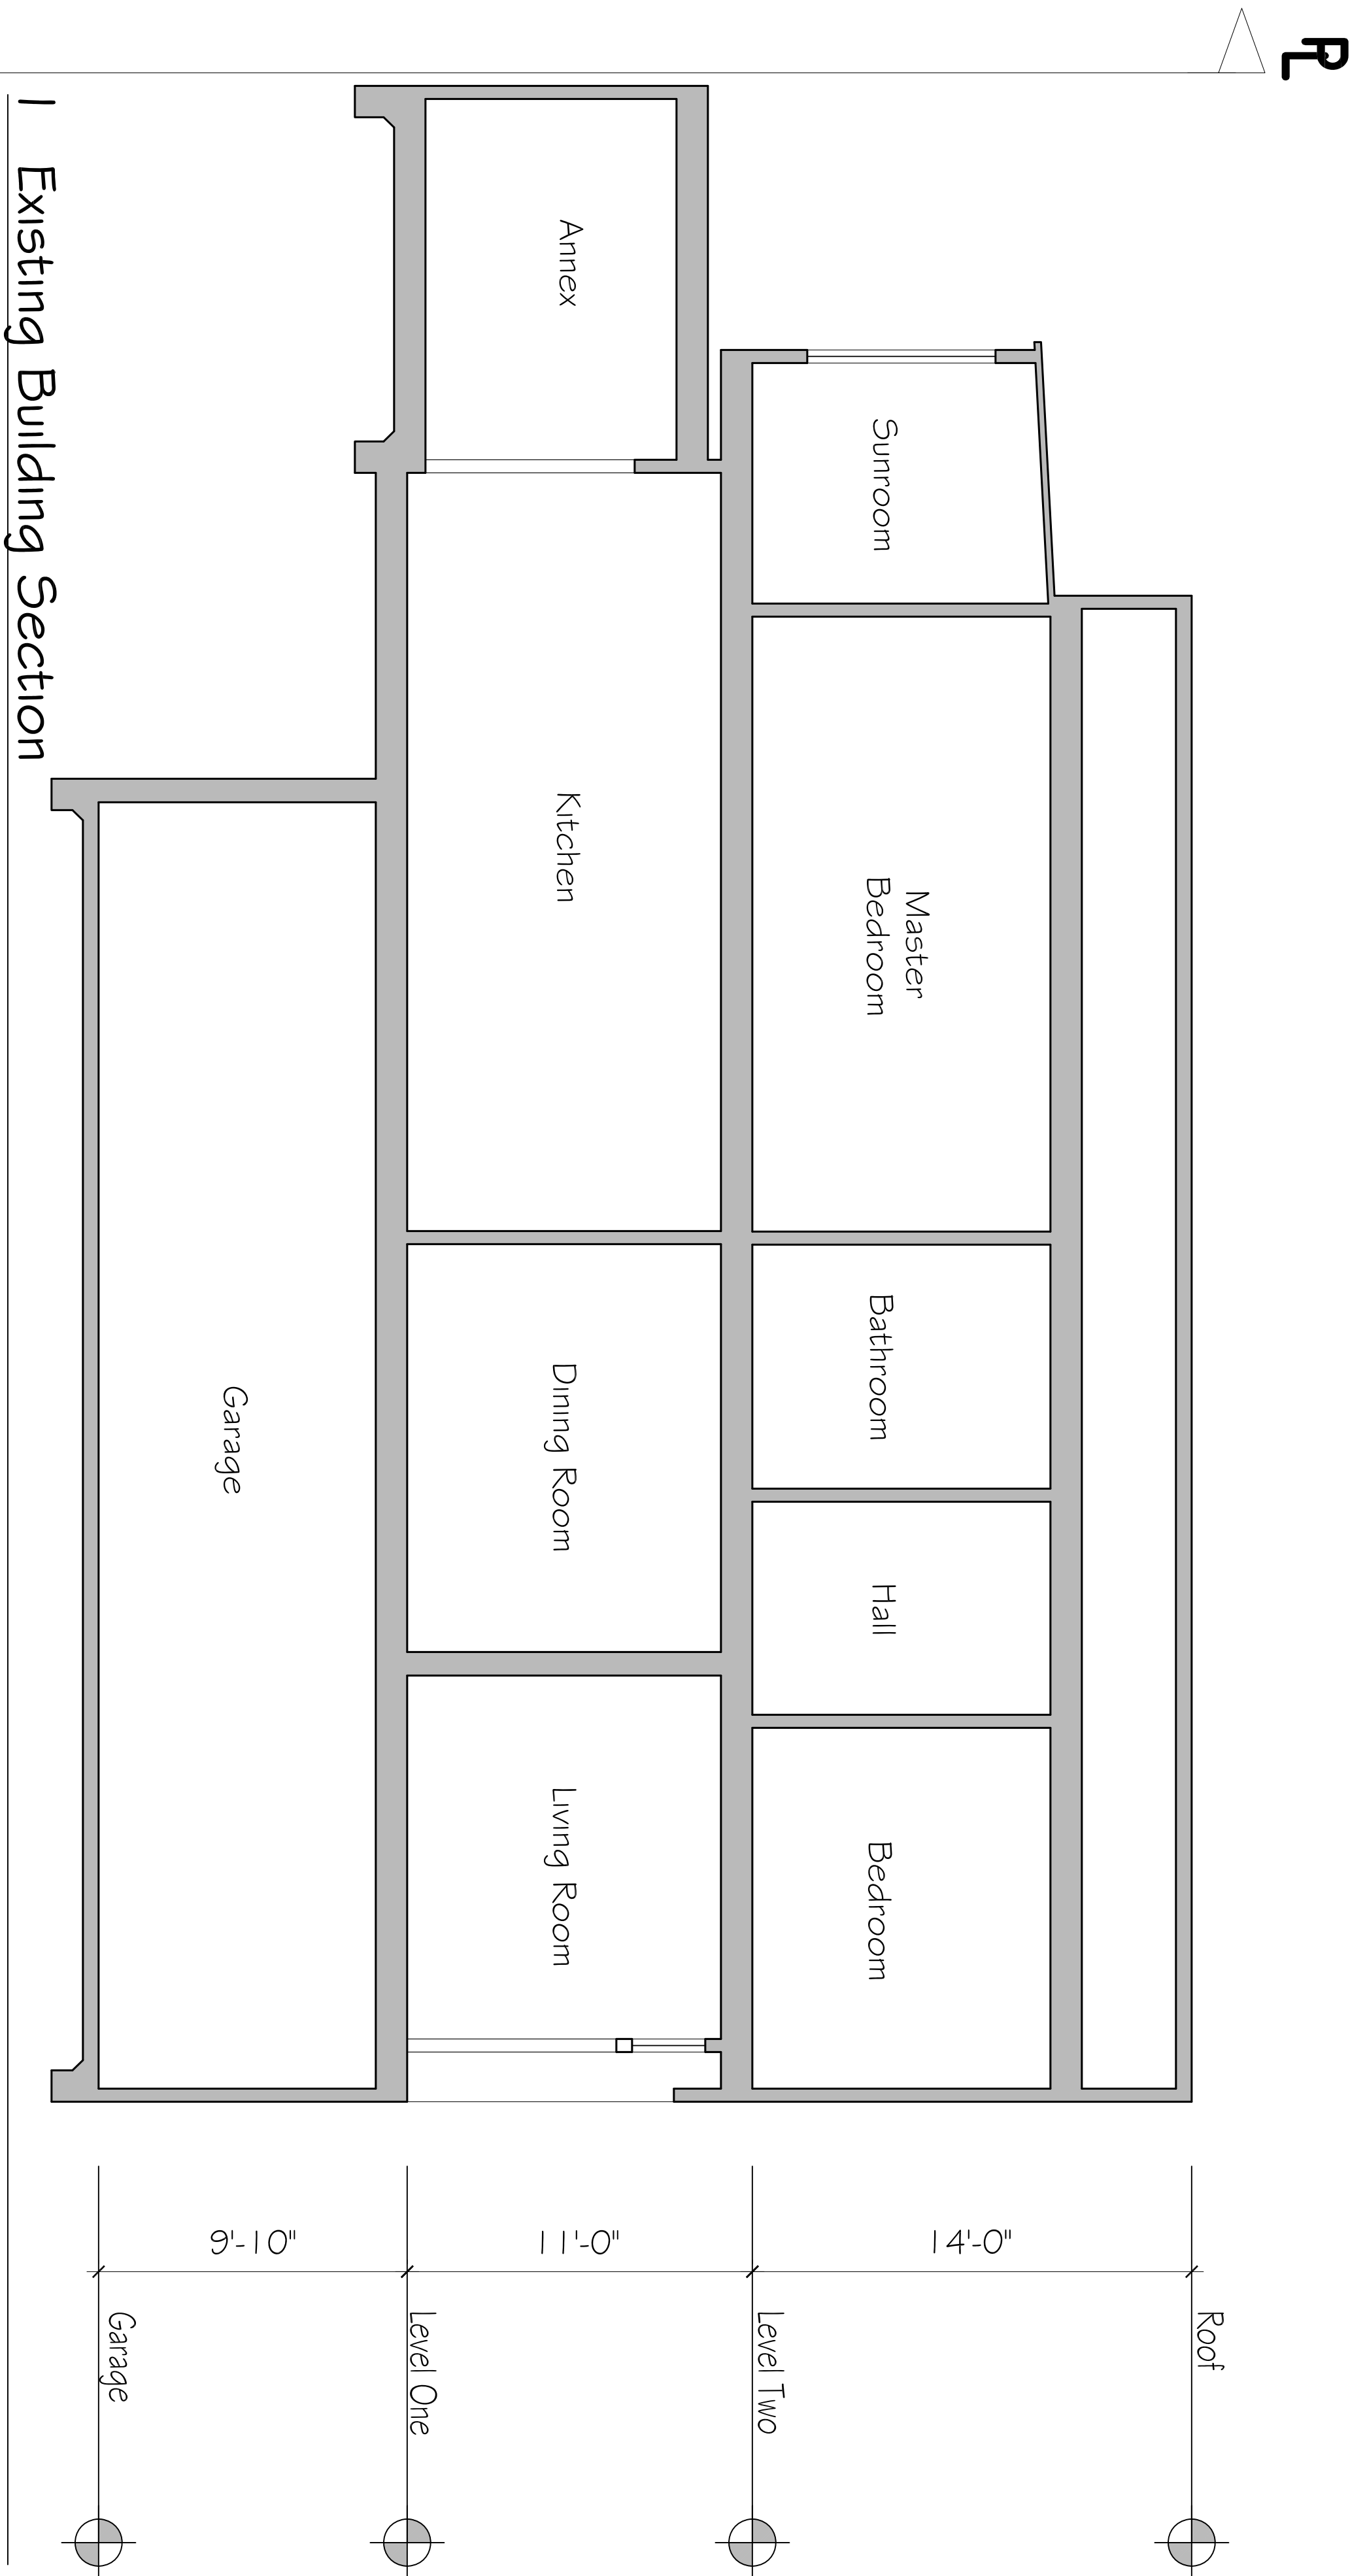 PL
Roof
14'-0"
Sunroom
Master
Bedroom
Bathroom
Hall
Bedroom
Level Two
11'-0"
Annex
Kitchen
Dining Room
Living Room
Level One
9'-10"
Garage
Garage
1 Existing Building Section